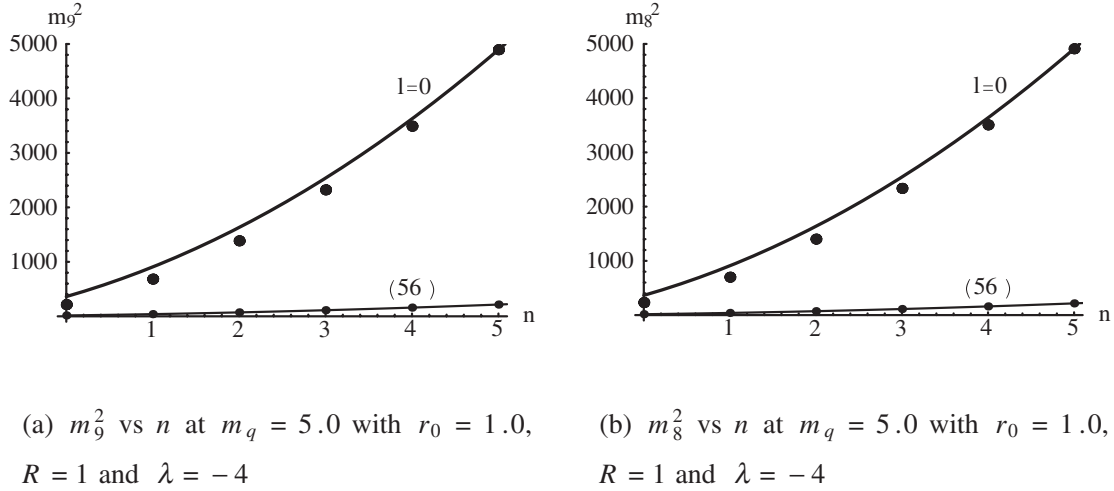 m₉²
5000
4000
3000
2000
1000
l=0
(56 )
1 2 3 4 5 n
m₈²
5000
4000
3000
2000
1000
l=0
(56 )
1 2 3 4 5 n
(a) m₉² vs n at m_q = 5.0 with r₀ = 1.0,
R = 1 and λ = −4
(b) m₈² vs n at m_q = 5.0 with r₀ = 1.0,
R = 1 and λ = −4